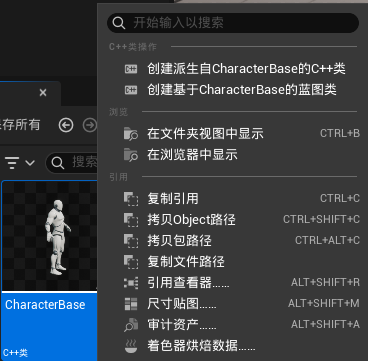 开始输入以搜索
C++类操作
创建派生自CharacterBase的C++类
创建基于CharacterBase的蓝图类
浏览
在文件夹视图中显示 CTRL+B
在浏览器中显示
引用
复制引用 CTRL+C
拷贝Object路径 CTRL+SHIFT+C
拷贝包路径 CTRL+ALT+C
复制文件路径
引用查看器…… ALT+SHIFT+R
尺寸贴图…… ALT+SHIFT+M
审计资产…… ALT+SHIFT+A
着色器烘焙数据……
存所有
搜索
CharacterBase
C++类